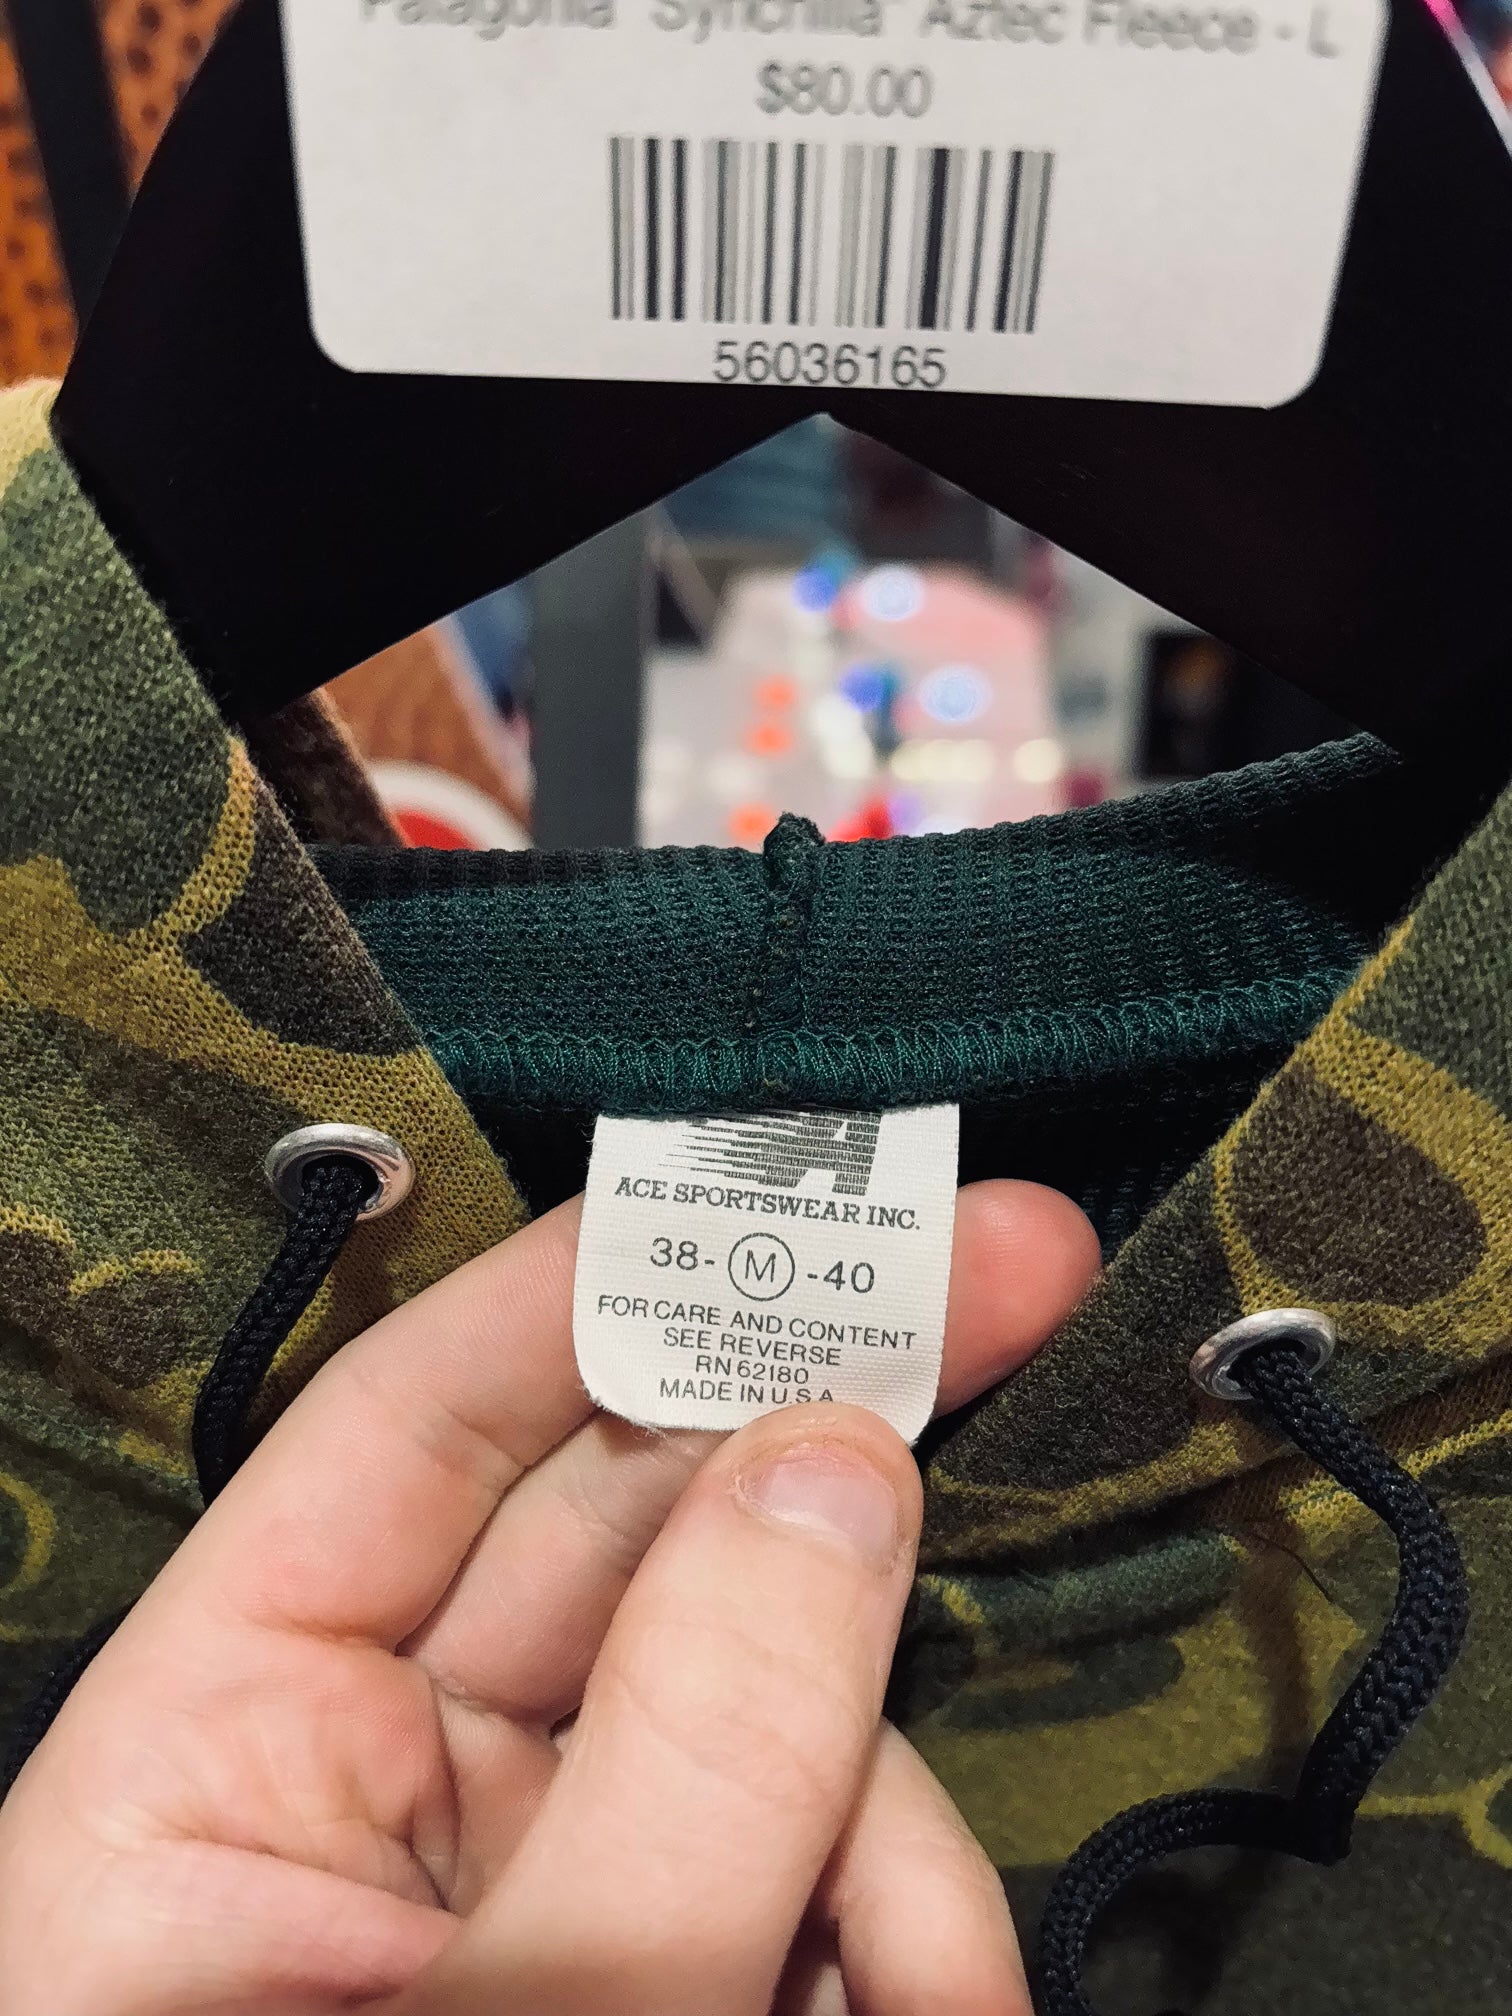 Patagonia "Synchilla" Aztec Fleece - L
$80.00
56036165
ACE SPORTSWEAR INC.
38- M -40
FOR CARE AND CONTENT
SEE REVERSE
RN 62180
MADE IN U.S.A